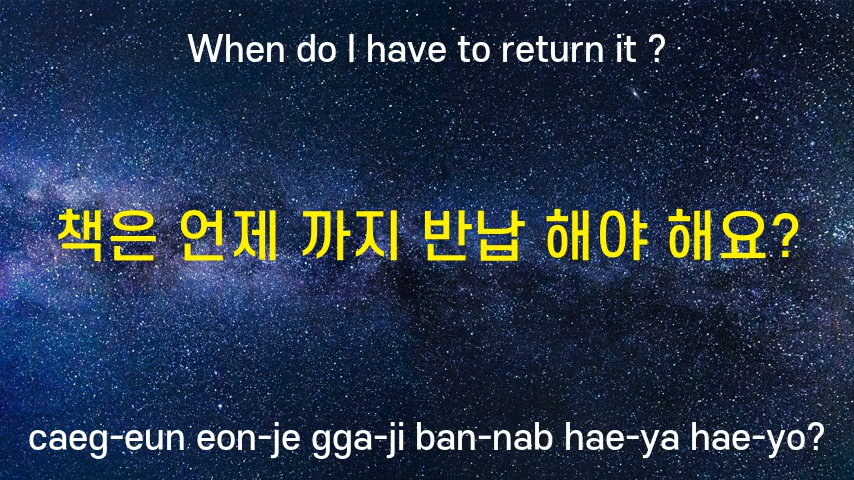 When do I have to return it ?
책은 언제 까지 반납 해야 해요?
caeg-eun eon-je gga-ji ban-nab hae-ya hae-yo?